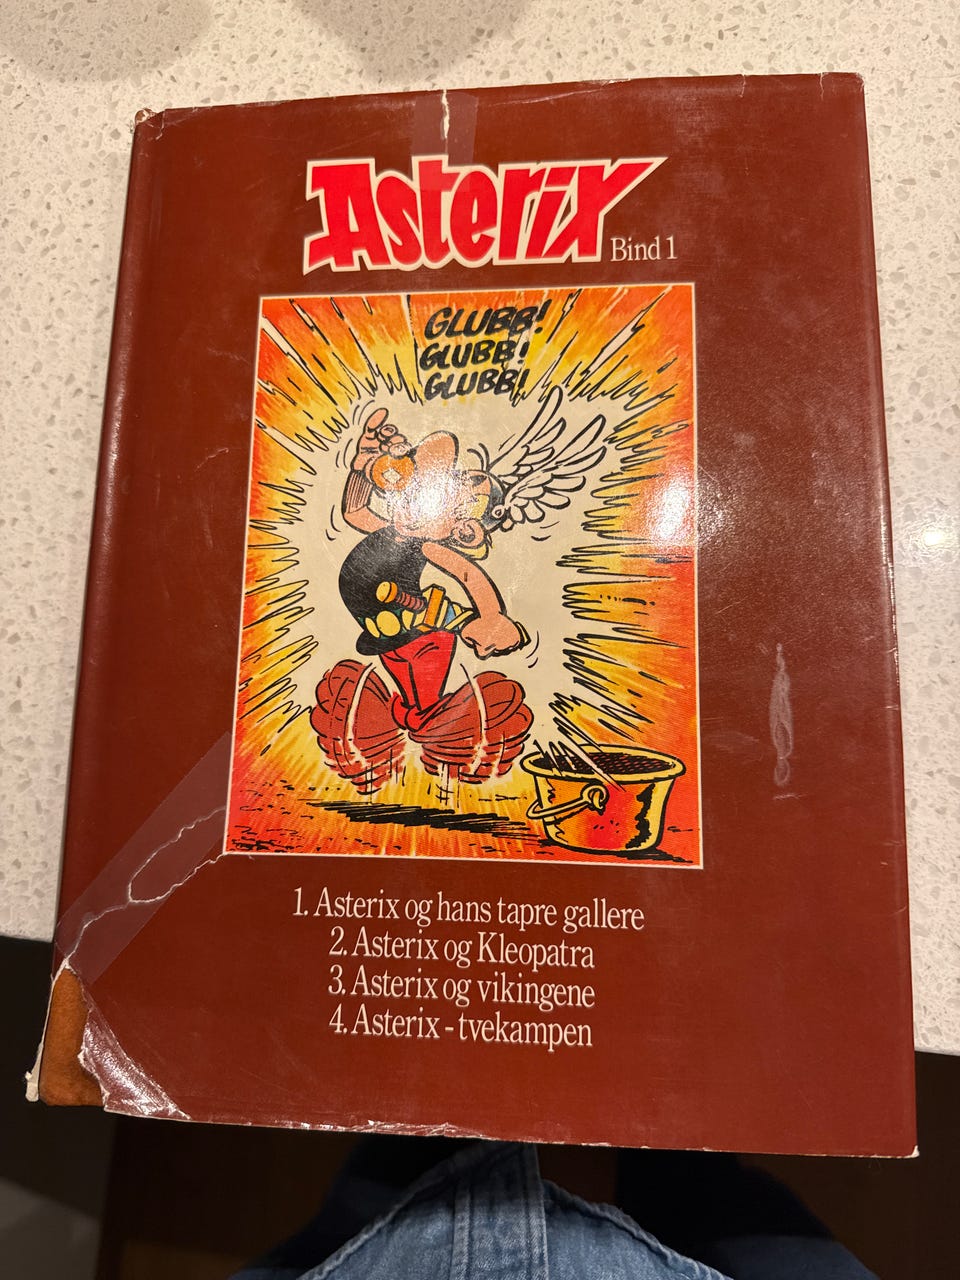 Asterix
Bind 1
GLUBB!
GLUBB!
GLUBB!
1. Asterix og hans tapre gallere
2. Asterix og Kleopatra
3. Asterix og vikingene
4. Asterix - tvekampen